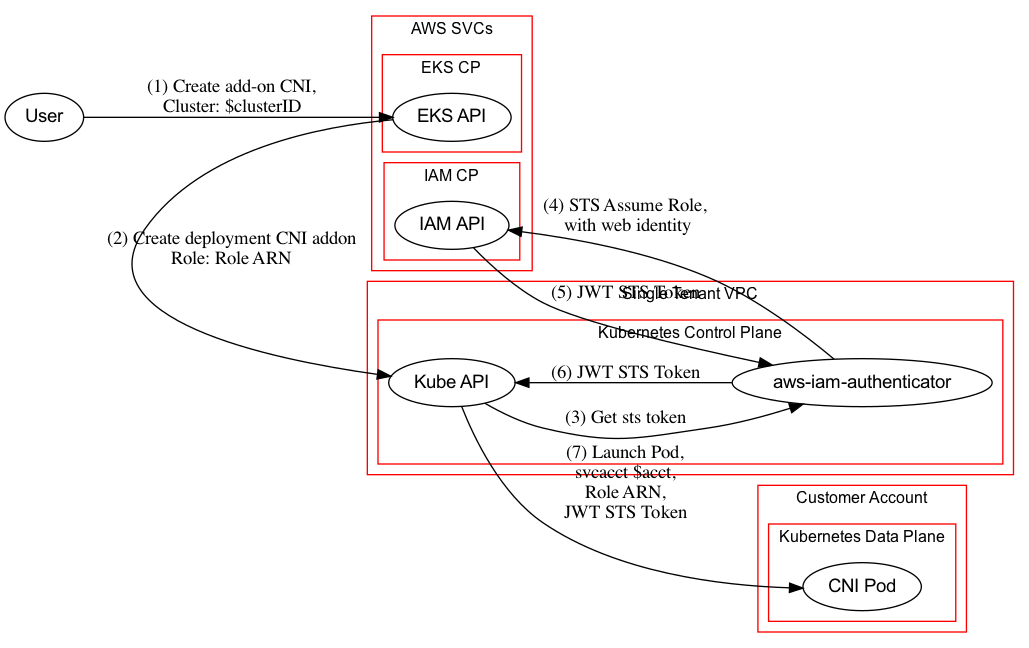 AWS SVCs
EKS CP
(1) Create add-on CNI,
Cluster: $clusterID
User
EKS API
IAM CP
(4) STS Assume Role,
with web identity
IAM API
(2) Create deployment CNI addon
Role: Role ARN
(5) JWT STS Token
Single Tenant VPC
Kubernetes Control Plane
Kube API
(6) JWT STS Token
aws-iam-authenticator
(3) Get sts token
(7) Launch Pod,
svcacct $acct,
Role ARN,
JWT STS Token
Customer Account
Kubernetes Data Plane
CNI Pod